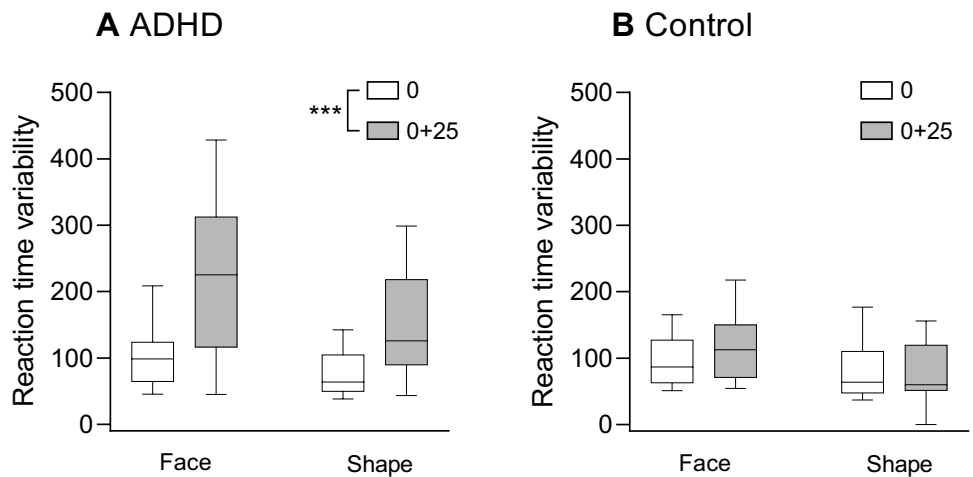 A ADHD
Reaction time variability
500
400
300
200
100
0
***
0
0+25
Face
Shape
B Control
Reaction time variability
500
400
300
200
100
0
0
0+25
Face
Shape